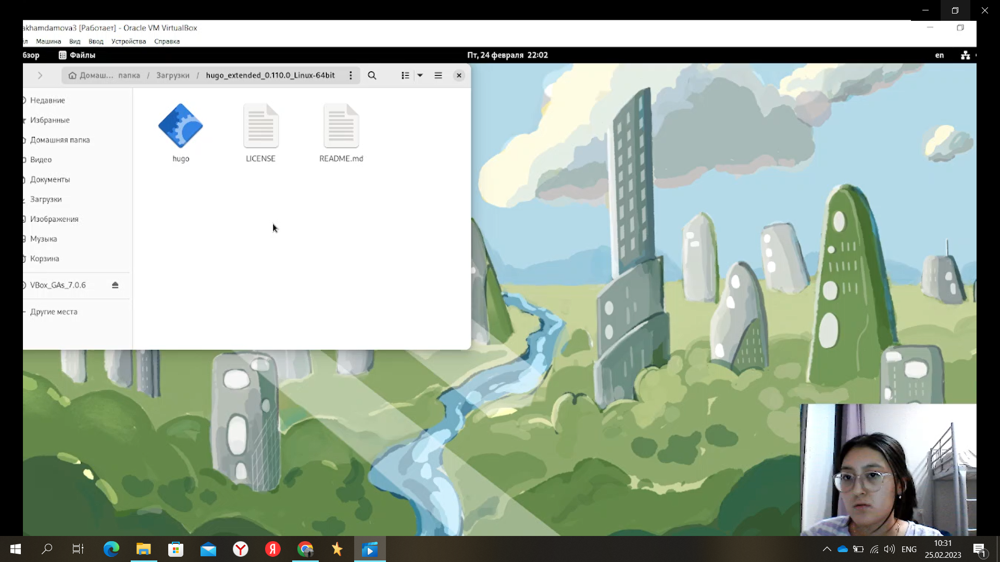 akhamdamova3 [Работает] - Oracle VM VirtualBox
йл Машина Вид Ввод Устройства Справка
бзор Файлы Пт, 24 февраля 22:02 en
Домаш... папка / Загрузки / hugo_extended_0.110.0_Linux-64bit
Недавние
Избранные
Домашняя папка
Видео
Документы
Загрузки
Изображения
Музыка
Корзина
VBox_GAs_7.0.6
Другие места
hugo LICENSE README.md
ENG 10:31
25.02.2023
1